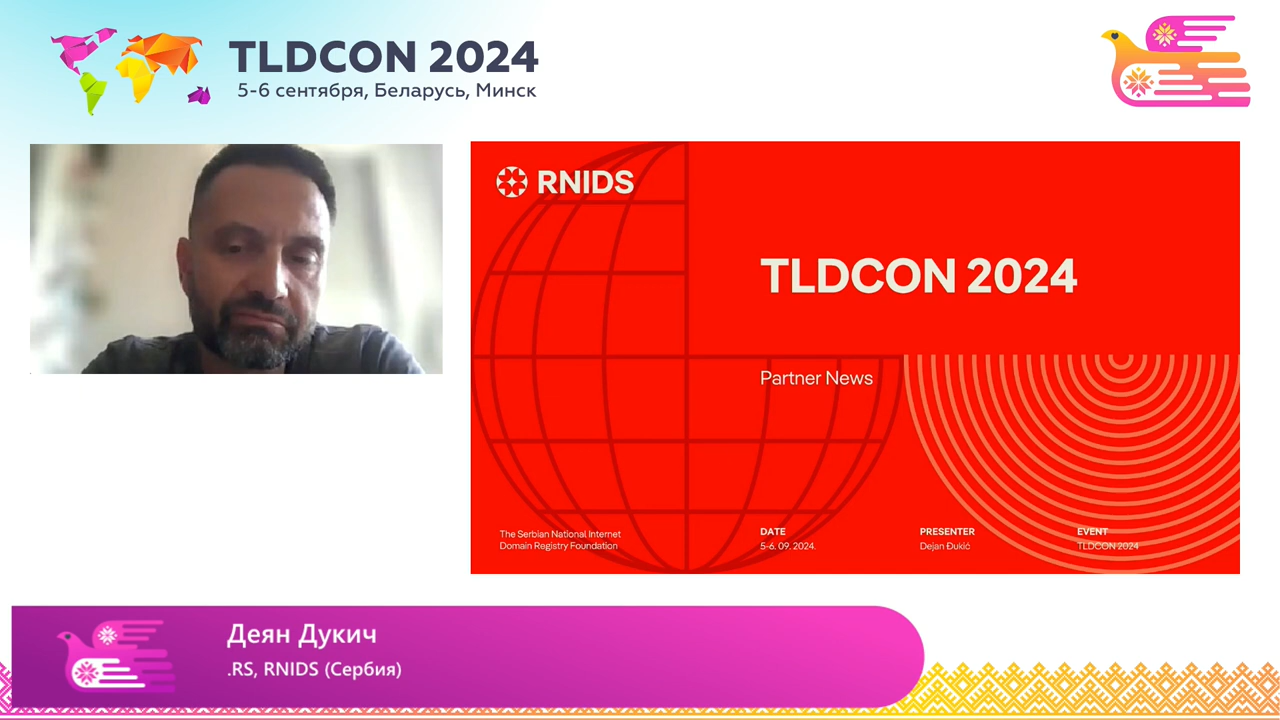 TLDCON 2024
5-6 сентября, Беларусь, Минск
RNIDS
TLDCON 2024
Partner News
The Serbian National Internet
Domain Registry Foundation
DATE
5-6. 09. 2024.
PRESENTER
Dejan Đukić
EVENT
TLDCON 2024
Деян Дукич
.RS, RNIDS (Сербия)